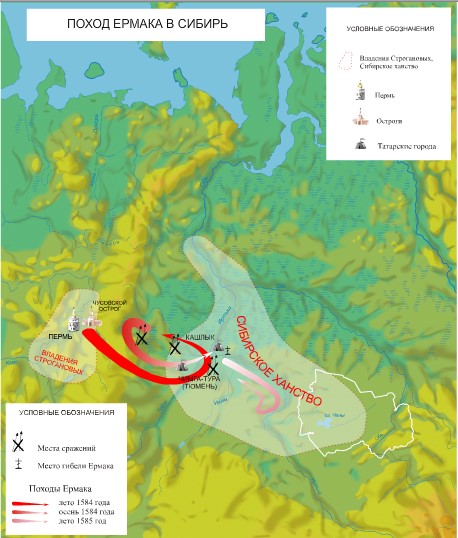 ПОХОД ЕРМАКА В СИБИРЬ
УСЛОВНЫЕ ОБОЗНАЧЕНИЯ
Владения Строгановых,
Сибирское ханство
Пермь
Остроги
Татарские города
ЧУСОВСКОЙ
ОСТРОГ
ПЕРМЬ
ВЛАДЕНИЯ
СТРОГАНОВЫХ
КАШЛЫК
(ТЮМЕНЬ)
СИБИРСКОЕ ХАНСТВО
УСЛОВНЫЕ ОБОЗНАЧЕНИЯ
Места сражений
Место гибели Ермака
Походы Ермака
лето 1584 года
осень 1584 года
лето 1585 год